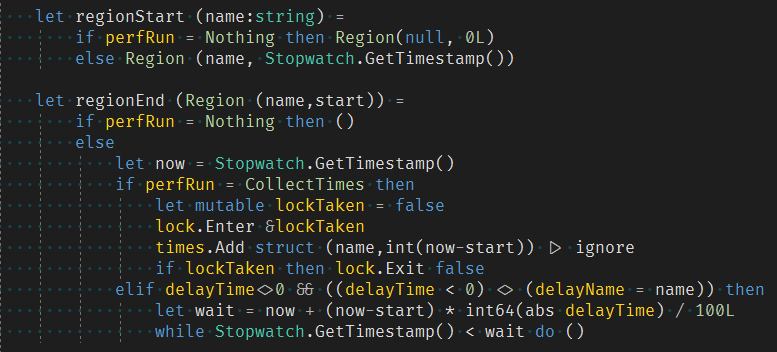 let regionStart (name:string) =
    if perfRun = Nothing then Region(null, 0L)
    else Region (name, Stopwatch.GetTimestamp())

let regionEnd (Region (name,start)) =
    if perfRun = Nothing then ()
    else
        let now = Stopwatch.GetTimestamp()
        if perfRun = CollectTimes then
            let mutable lockTaken = false
            lock.Enter &lockTaken
            times.Add struct (name,int(now-start)) |> ignore
            if lockTaken then lock.Exit false
        elif delayTime<>0 && ((delayTime < 0) <> (delayName = name)) then
            let wait = now + (now-start) * int64(abs delayTime) / 100L
            while Stopwatch.GetTimestamp() < wait do ()